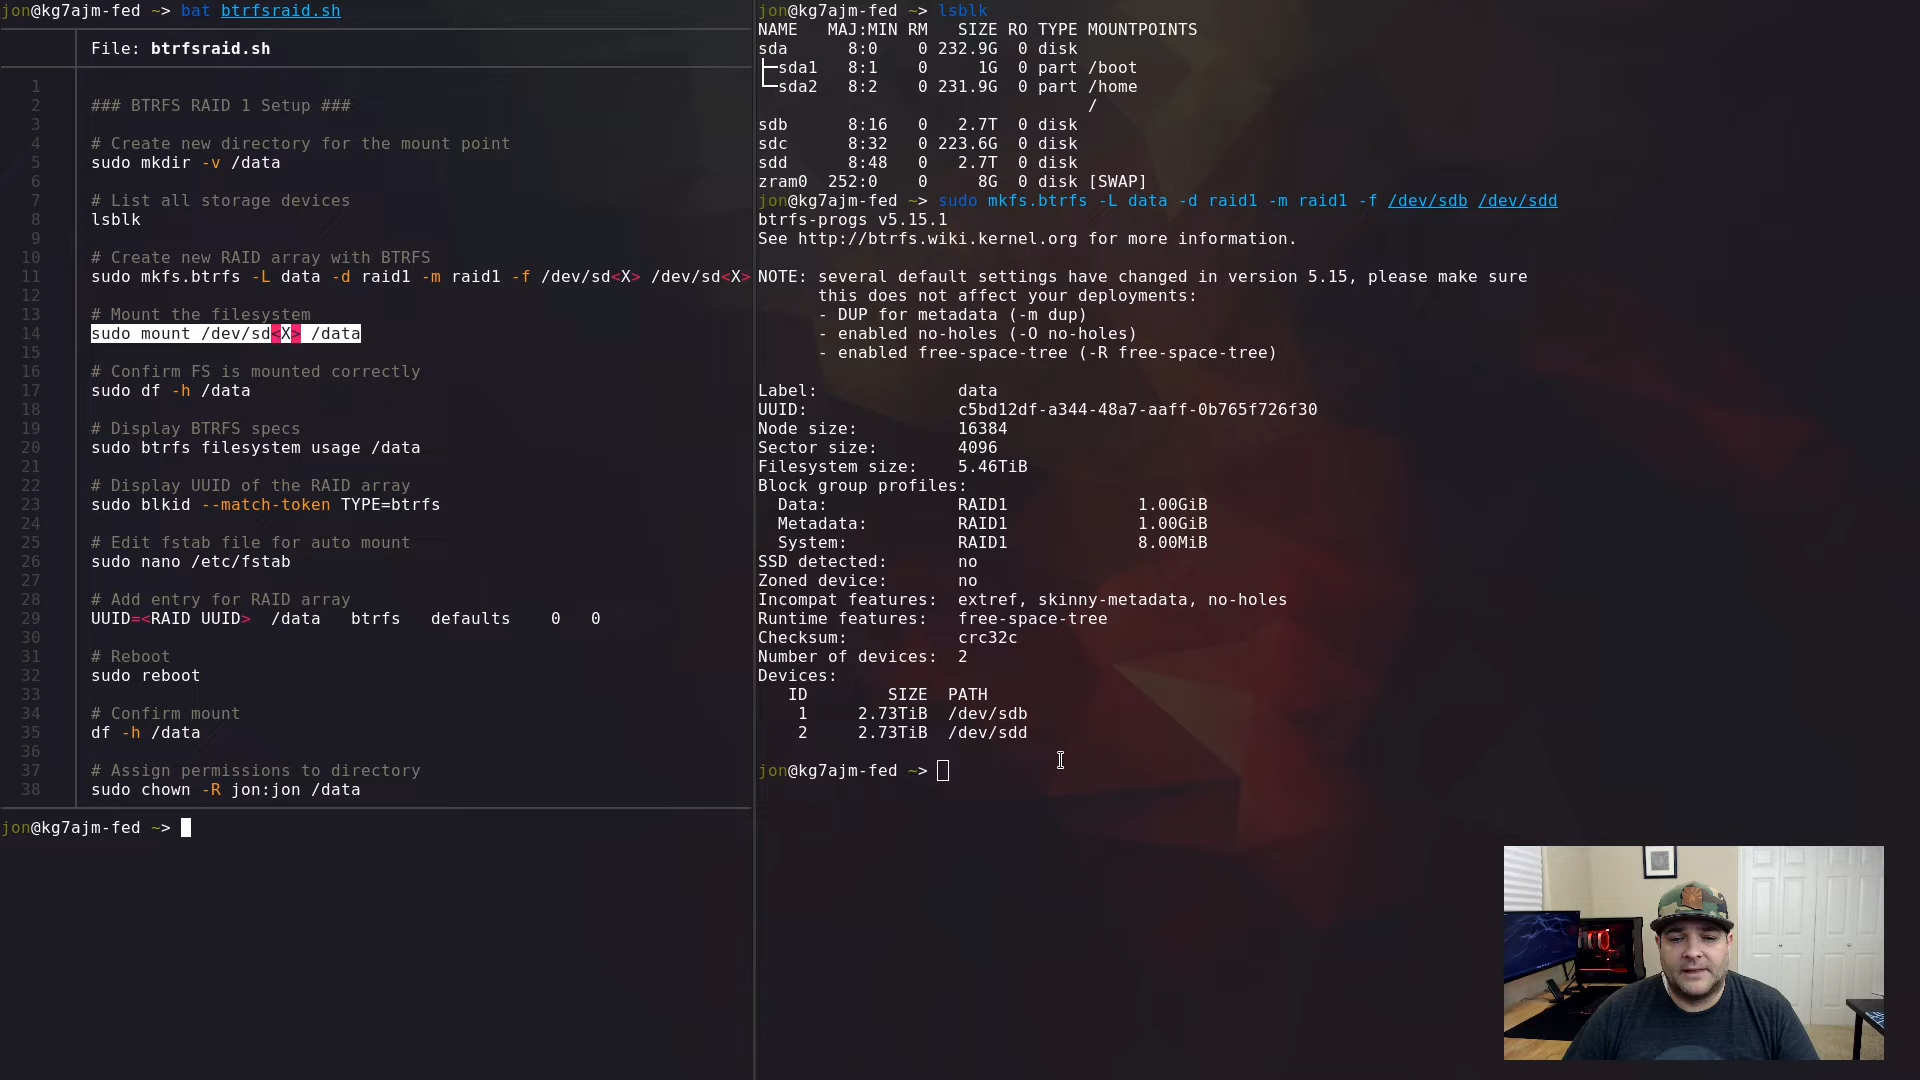 jon@kg7ajm-fed ~> bat btrfsraid.sh
File: btrfsraid.sh
1
2 ### BTRFS RAID 1 Setup ###
3
4 # Create new directory for the mount point
5 sudo mkdir -v /data
6
7 # List all storage devices
8 lsblk
9
10 # Create new RAID array with BTRFS
11 sudo mkfs.btrfs -L data -d raid1 -m raid1 -f /dev/sd<X> /dev/sd<X>
12
13 # Mount the filesystem
14 sudo mount /dev/sd<X> /data
15
16 # Confirm FS is mounted correctly
17 sudo df -h /data
18
19 # Display BTRFS specs
20 sudo btrfs filesystem usage /data
21
22 # Display UUID of the RAID array
23 sudo blkid --match-token TYPE=btrfs
24
25 # Edit fstab file for auto mount
26 sudo nano /etc/fstab
27
28 # Add entry for RAID array
29 UUID=<RAID UUID>  /data   btrfs   defaults    0   0
30
31 # Reboot
32 sudo reboot
33
34 # Confirm mount
35 df -h /data
36
37 # Assign permissions to directory
38 sudo chown -R jon:jon /data
jon@kg7ajm-fed ~>
jon@kg7ajm-fed ~> lsblk
NAME   MAJ:MIN RM   SIZE RO TYPE MOUNTPOINTS
sda      8:0    0 232.9G  0 disk
├─sda1   8:1    0     1G  0 part /boot
└─sda2   8:2    0 231.9G  0 part /home
/
sdb      8:16   0   2.7T  0 disk
sdc      8:32   0 223.6G  0 disk
sdd      8:48   0   2.7T  0 disk
zram0  252:0    0     8G  0 disk [SWAP]
jon@kg7ajm-fed ~> sudo mkfs.btrfs -L data -d raid1 -m raid1 -f /dev/sdb /dev/sdd
btrfs-progs v5.15.1
See http://btrfs.wiki.kernel.org for more information.
NOTE: several default settings have changed in version 5.15, please make sure
this does not affect your deployments:
- DUP for metadata (-m dup)
- enabled no-holes (-O no-holes)
- enabled free-space-tree (-R free-space-tree)
Label:              data
UUID:               c5bd12df-a344-48a7-aaff-0b765f726f30
Node size:          16384
Sector size:        4096
Filesystem size:    5.46TiB
Block group profiles:
Data:             RAID1             1.00GiB
Metadata:         RAID1             1.00GiB
System:           RAID1             8.00MiB
SSD detected:       no
Zoned device:       no
Incompat features:  extref, skinny-metadata, no-holes
Runtime features:   free-space-tree
Checksum:           crc32c
Number of devices:  2
Devices:
ID        SIZE  PATH
1     2.73TiB  /dev/sdb
2     2.73TiB  /dev/sdd
jon@kg7ajm-fed ~>